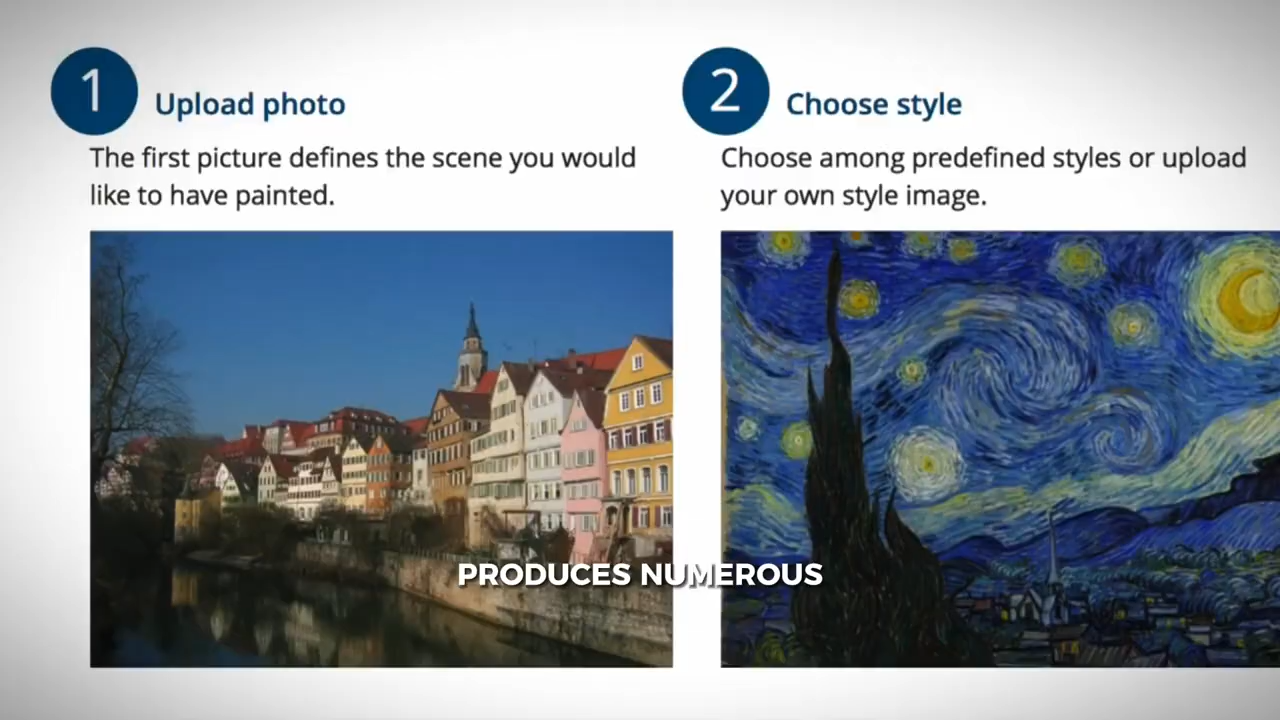 1
Upload photo
The first picture defines the scene you would
like to have painted.
2
Choose style
Choose among predefined styles or upload
your own style image.
PRODUCES NUMEROUS